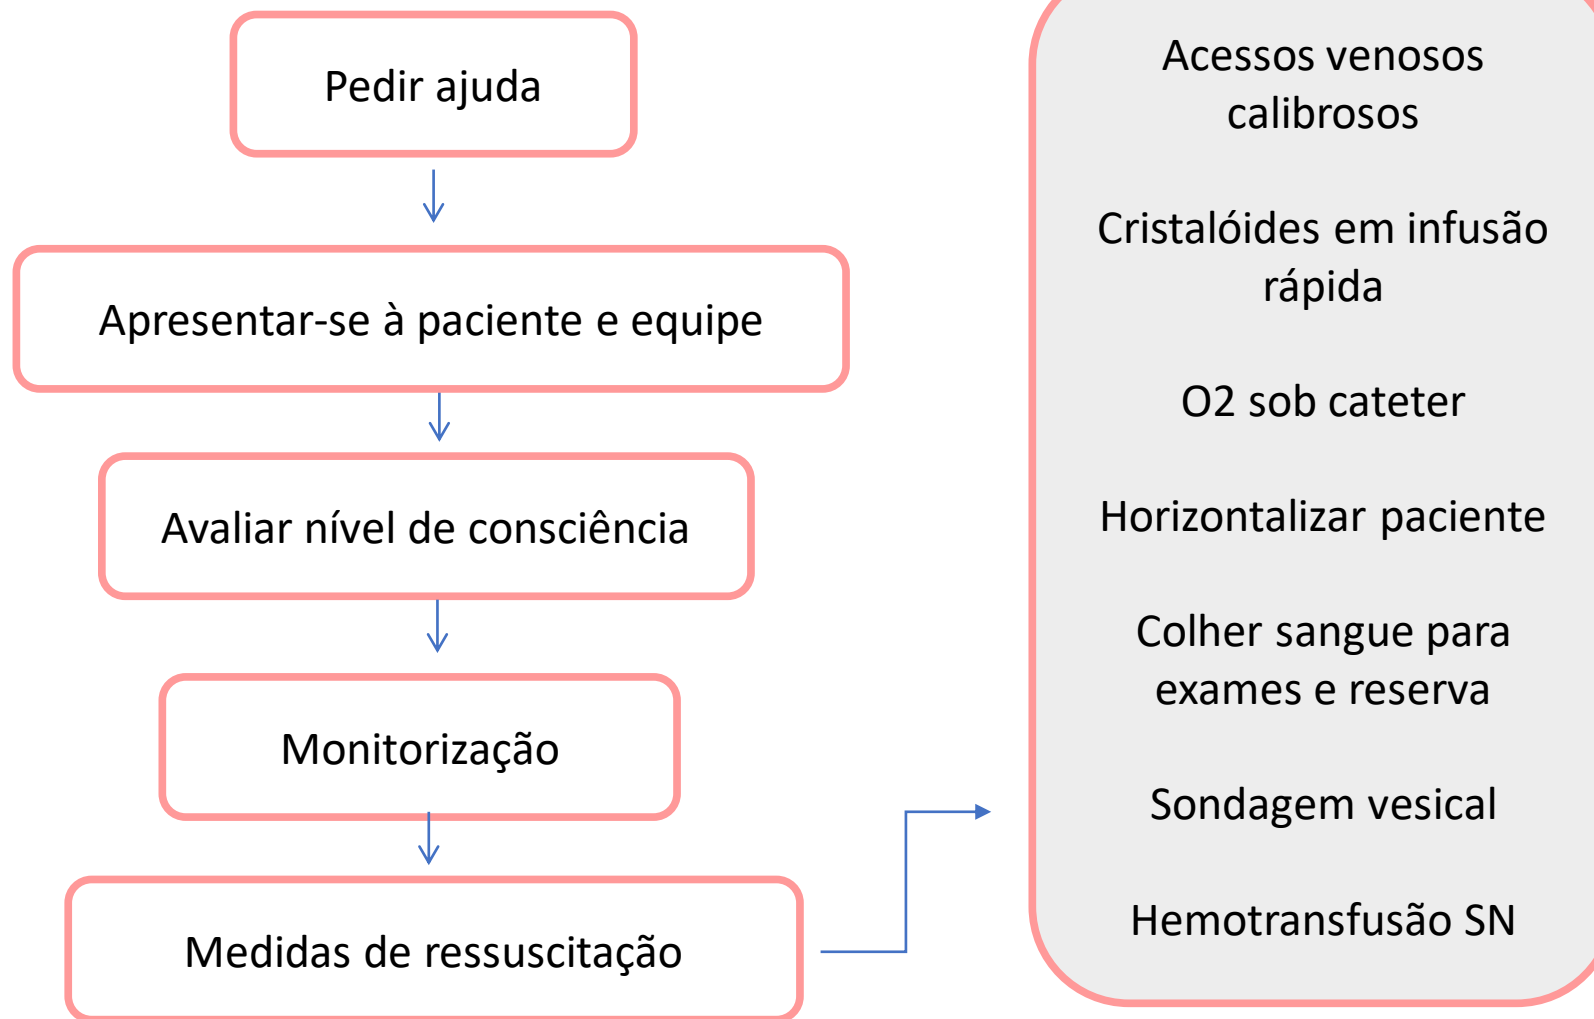 Pedir ajuda
Apresentar-se à paciente e equipe
Avaliar nível de consciência
Monitorização
Medidas de ressuscitação
Acessos venosos
calibrosos
Cristalóides em infusão
rápida
O2 sob cateter
Horizontalizar paciente
Colher sangue para
exames e reserva
Sondagem vesical
Hemotransfusão SN